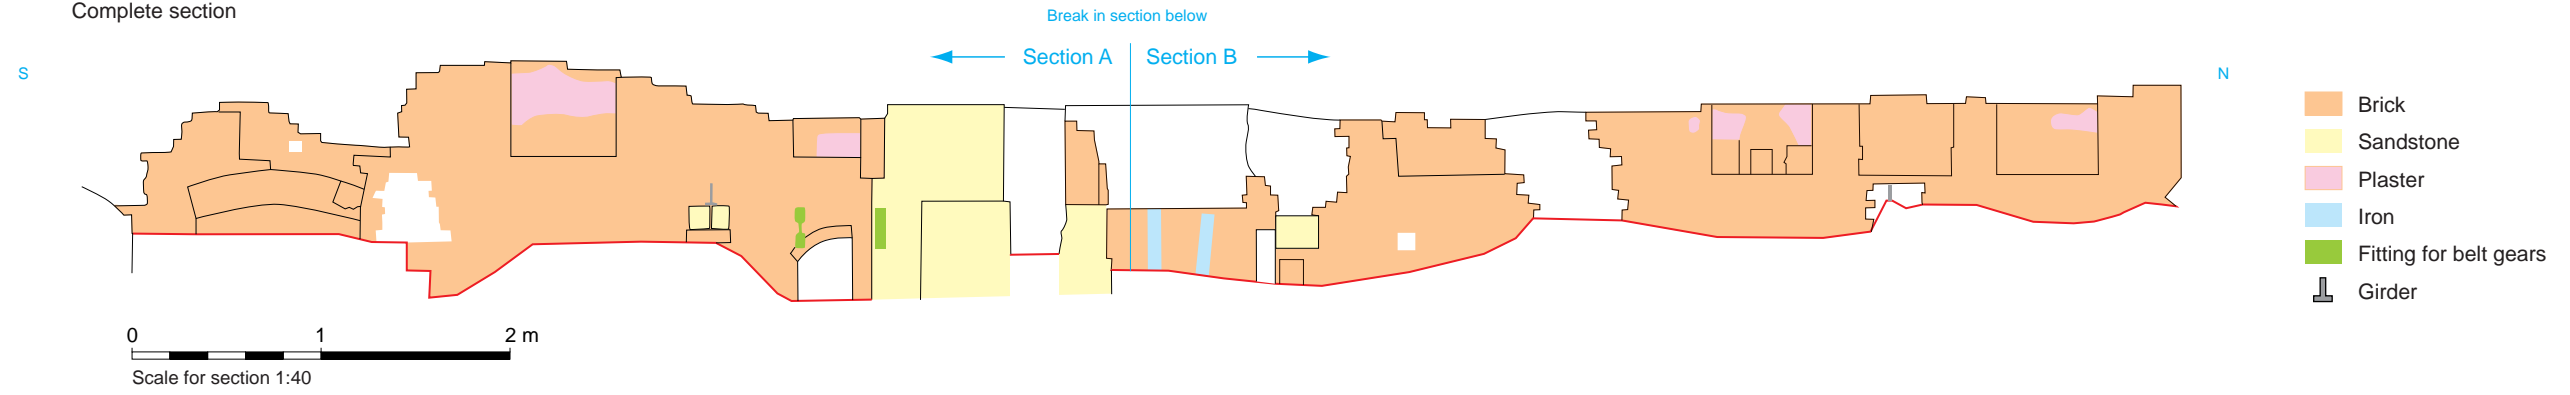 Complete section
Break in section below
Section A
Section B
S
N
Brick
Sandstone
Plaster
Iron
Fitting for belt gears
Girder
0 1 2 m
Scale for section 1:40